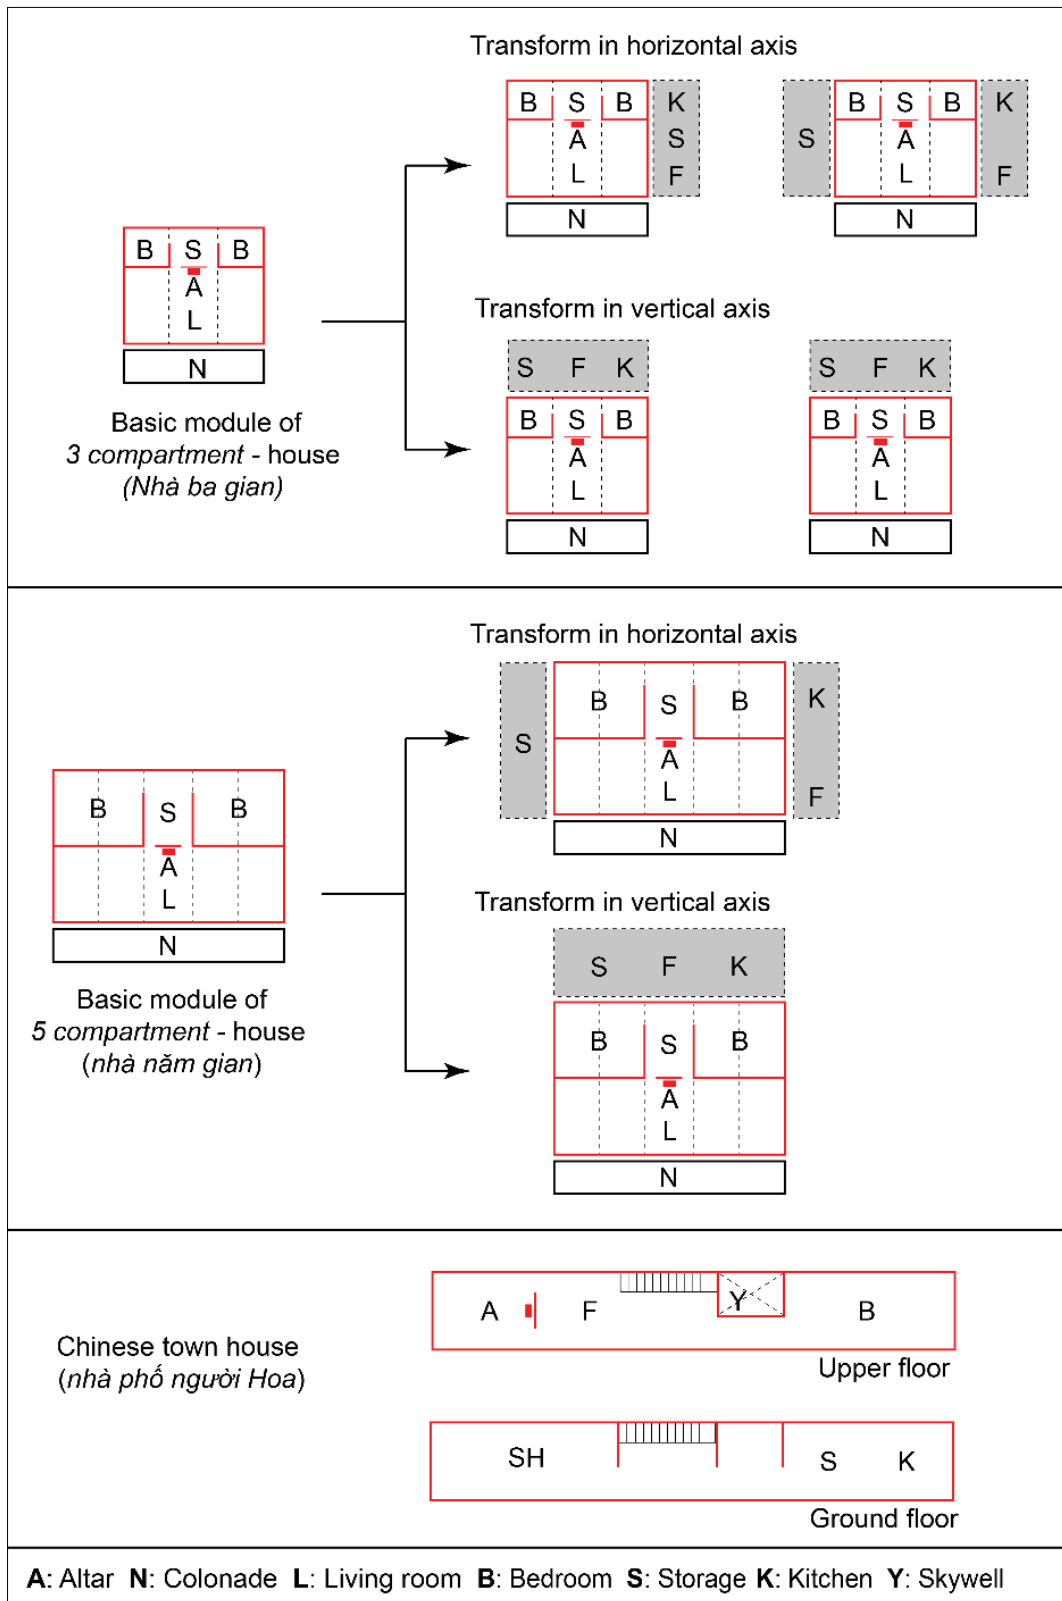 Transform in horizontal axis
B S B K B S B K
A S S A
L F L F
N N
B S B
A
L
N
Basic module of
3 compartment - house
(Nhà ba gian)
Transform in vertical axis
S F K S F K
B S B B S B
A A
L L
N N
Transform in horizontal axis
B S B K
S
A
L F
N
B S B
A
L
N
Basic module of
5 compartment - house
(nhà năm gian)
Transform in vertical axis
S F K
B S B
A
L
N
Chinese town house
(nhà phố người Hoa)
A F Y B
Upper floor
SH S K
Ground floor
A: Altar N: Colonade L: Living room B: Bedroom S: Storage K: Kitchen Y: Skywell